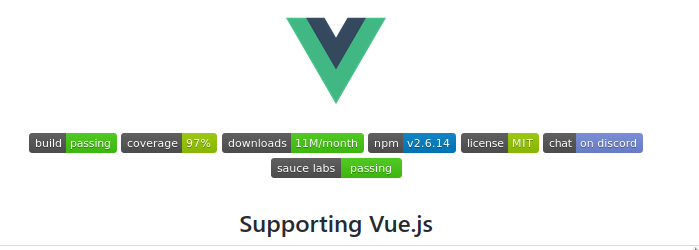 build passing coverage 97% downloads 11M/month npm v2.6.14 license MIT chat on discord
sauce labs passing
Supporting Vue.js